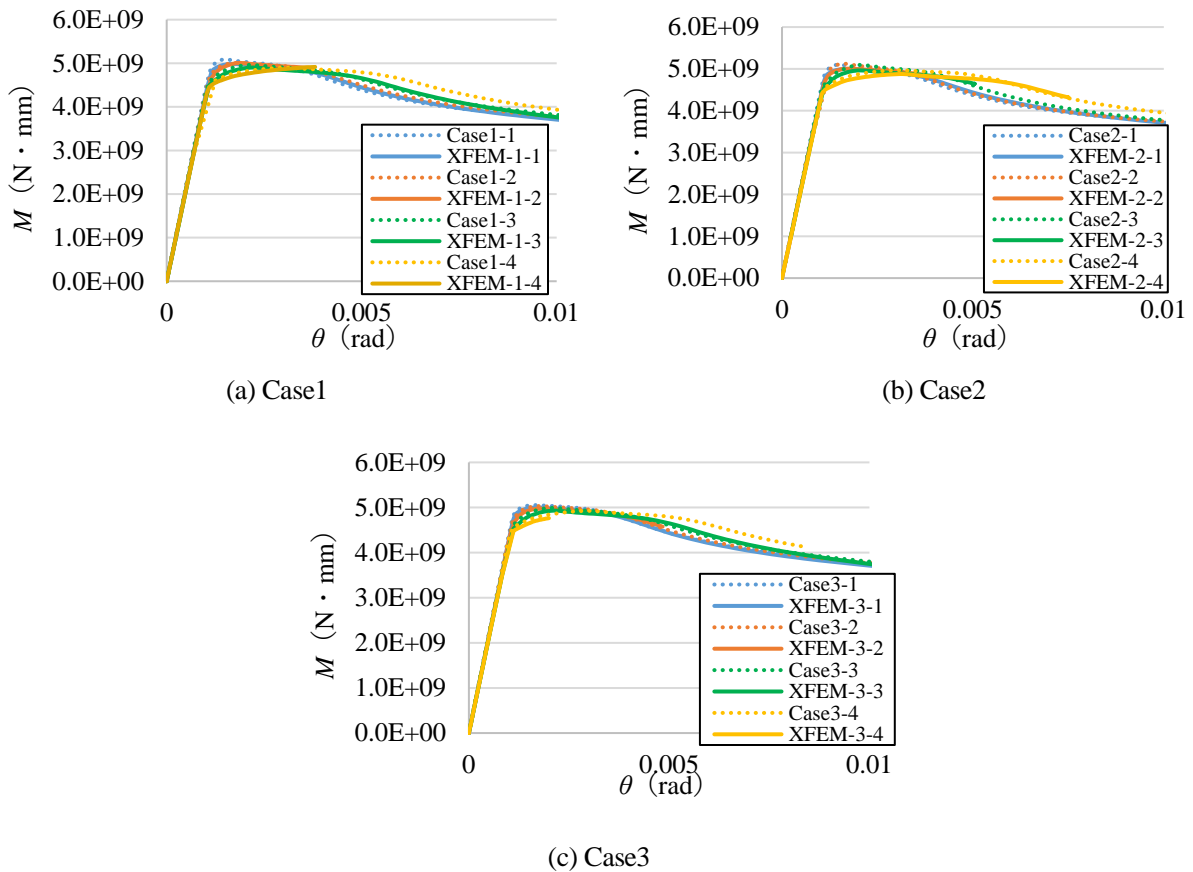 6.0E+09
5.0E+09
4.0E+09
3.0E+09
2.0E+09
1.0E+09
0.0E+00
M（N・mm）
Case1-1
XFEM-1-1
Case1-2
XFEM-1-2
Case1-3
XFEM-1-3
Case1-4
XFEM-1-4
0 0.005 0.01
θ（rad）
(a) Case1
6.0E+09
5.0E+09
4.0E+09
3.0E+09
2.0E+09
1.0E+09
0.0E+00
M（N・mm）
Case2-1
XFEM-2-1
Case2-2
XFEM-2-2
Case2-3
XFEM-2-3
Case2-4
XFEM-2-4
0 0.005 0.01
θ（rad）
(b) Case2
6.0E+09
5.0E+09
4.0E+09
3.0E+09
2.0E+09
1.0E+09
0.0E+00
M（N・mm）
Case3-1
XFEM-3-1
Case3-2
XFEM-3-2
Case3-3
XFEM-3-3
Case3-4
XFEM-3-4
0 0.005 0.01
θ（rad）
(c) Case3